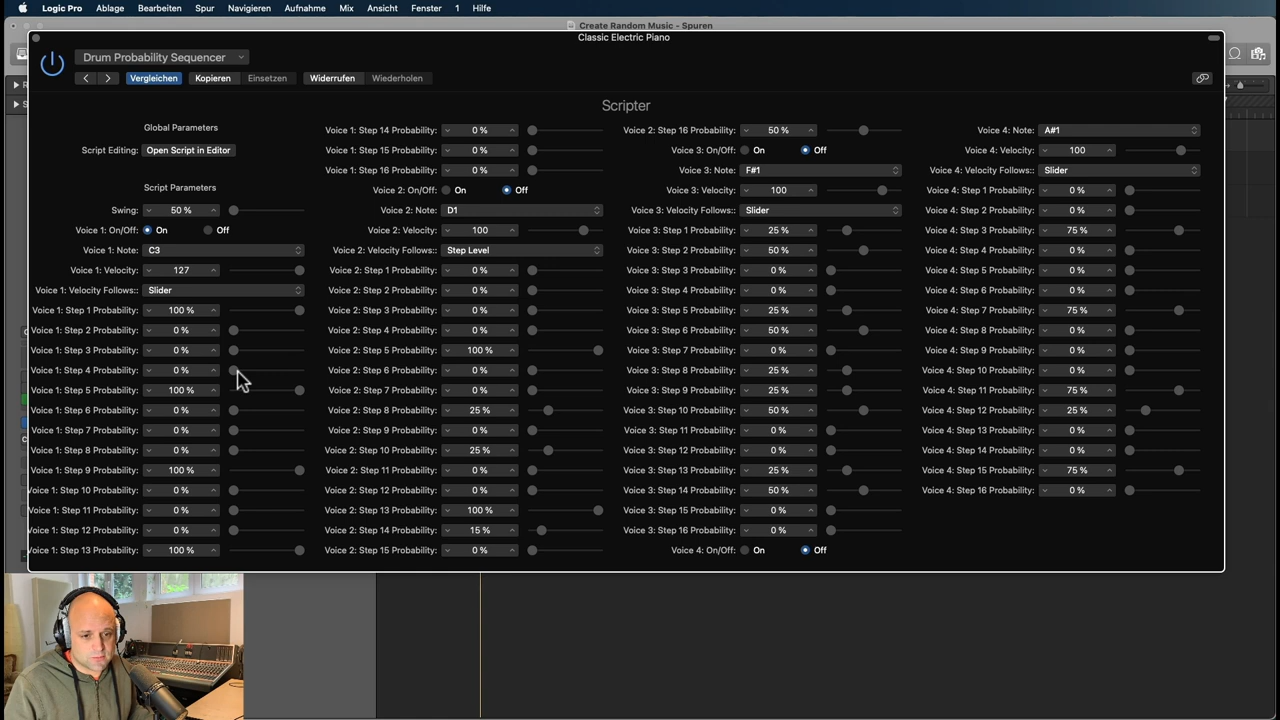 Logic Pro Ablage Bearbeiten Spur Navigieren Aufnahme Mix Ansicht Fenster 1 Hilfe
Create Random Music - Spuren
Classic Electric Piano
Drum Probability Sequencer
Vergleichen Kopieren Einsetzen Widerrufen Wiederholen
Scripter
Global Parameters
Script Editing: Open Script in Editor
Script Parameters
Swing: 50 %
Voice 1: On/Off: On Off
Voice 1: Note: C3
Voice 1: Velocity: 127
Voice 1: Velocity Follows:: Slider
Voice 1: Step 1 Probability: 100 %
Voice 1: Step 2 Probability: 0 %
Voice 1: Step 3 Probability: 0 %
Voice 1: Step 4 Probability: 0 %
Voice 1: Step 5 Probability: 100 %
Voice 1: Step 6 Probability: 0 %
Voice 1: Step 7 Probability: 0 %
Voice 1: Step 8 Probability: 0 %
Voice 1: Step 9 Probability: 100 %
Voice 1: Step 10 Probability: 0 %
Voice 1: Step 11 Probability: 0 %
Voice 1: Step 12 Probability: 0 %
Voice 1: Step 13 Probability: 100 %
Voice 1: Step 14 Probability: 0 %
Voice 1: Step 15 Probability: 0 %
Voice 1: Step 16 Probability: 0 %
Voice 2: On/Off: On Off
Voice 2: Note: D1
Voice 2: Velocity: 100
Voice 2: Velocity Follows:: Step Level
Voice 2: Step 1 Probability: 0 %
Voice 2: Step 2 Probability: 0 %
Voice 2: Step 3 Probability: 0 %
Voice 2: Step 4 Probability: 0 %
Voice 2: Step 5 Probability: 100 %
Voice 2: Step 6 Probability: 0 %
Voice 2: Step 7 Probability: 0 %
Voice 2: Step 8 Probability: 25 %
Voice 2: Step 9 Probability: 0 %
Voice 2: Step 10 Probability: 25 %
Voice 2: Step 11 Probability: 0 %
Voice 2: Step 12 Probability: 0 %
Voice 2: Step 13 Probability: 100 %
Voice 2: Step 14 Probability: 15 %
Voice 2: Step 15 Probability: 0 %
Voice 2: Step 16 Probability: 50 %
Voice 3: On/Off: On Off
Voice 3: Note: F#1
Voice 3: Velocity: 100
Voice 3: Velocity Follows:: Slider
Voice 3: Step 1 Probability: 25 %
Voice 3: Step 2 Probability: 50 %
Voice 3: Step 3 Probability: 0 %
Voice 3: Step 4 Probability: 0 %
Voice 3: Step 5 Probability: 25 %
Voice 3: Step 6 Probability: 50 %
Voice 3: Step 7 Probability: 0 %
Voice 3: Step 8 Probability: 25 %
Voice 3: Step 9 Probability: 25 %
Voice 3: Step 10 Probability: 50 %
Voice 3: Step 11 Probability: 0 %
Voice 3: Step 12 Probability: 0 %
Voice 3: Step 13 Probability: 25 %
Voice 3: Step 14 Probability: 50 %
Voice 3: Step 15 Probability: 0 %
Voice 3: Step 16 Probability: 0 %
Voice 4: On/Off: On Off
Voice 4: Note: A#1
Voice 4: Velocity: 100
Voice 4: Velocity Follows:: Slider
Voice 4: Step 1 Probability: 0 %
Voice 4: Step 2 Probability: 0 %
Voice 4: Step 3 Probability: 75 %
Voice 4: Step 4 Probability: 0 %
Voice 4: Step 5 Probability: 0 %
Voice 4: Step 6 Probability: 0 %
Voice 4: Step 7 Probability: 75 %
Voice 4: Step 8 Probability: 0 %
Voice 4: Step 9 Probability: 0 %
Voice 4: Step 10 Probability: 0 %
Voice 4: Step 11 Probability: 75 %
Voice 4: Step 12 Probability: 25 %
Voice 4: Step 13 Probability: 0 %
Voice 4: Step 14 Probability: 0 %
Voice 4: Step 15 Probability: 75 %
Voice 4: Step 16 Probability: 0 %